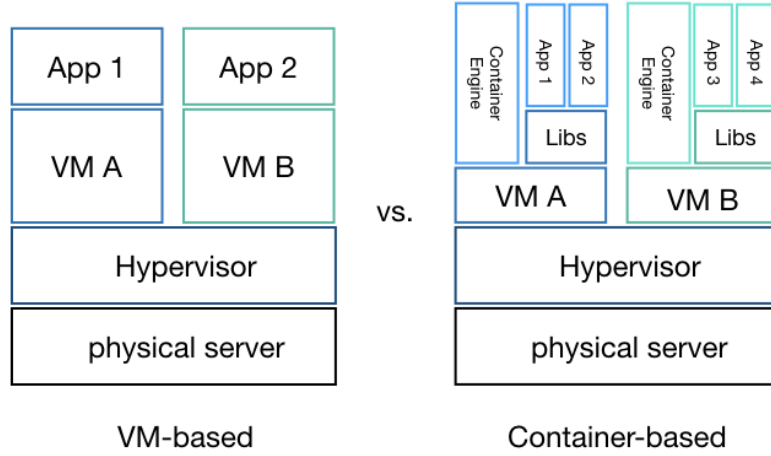 App 1
App 2
VM A
VM B
Hypervisor
physical server
VM-based
vs.
Container
Engine
App 1
App 2
Libs
VM A
Container
Engine
App 3
App 4
Libs
VM B
Hypervisor
physical server
Container-based